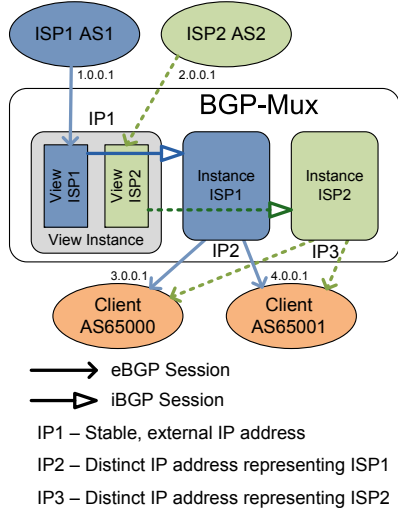 ISP1 AS1
ISP2 AS2
1.0.0.1
2.0.0.1
BGP-Mux
IP1
View
ISP1
View
ISP2
View Instance
Instance
ISP1
Instance
ISP2
IP2
IP3
3.0.0.1
4.0.0.1
Client
AS65000
Client
AS65001
eBGP Session
iBGP Session
IP1 – Stable, external IP address
IP2 – Distinct IP address representing ISP1
IP3 – Distinct IP address representing ISP2